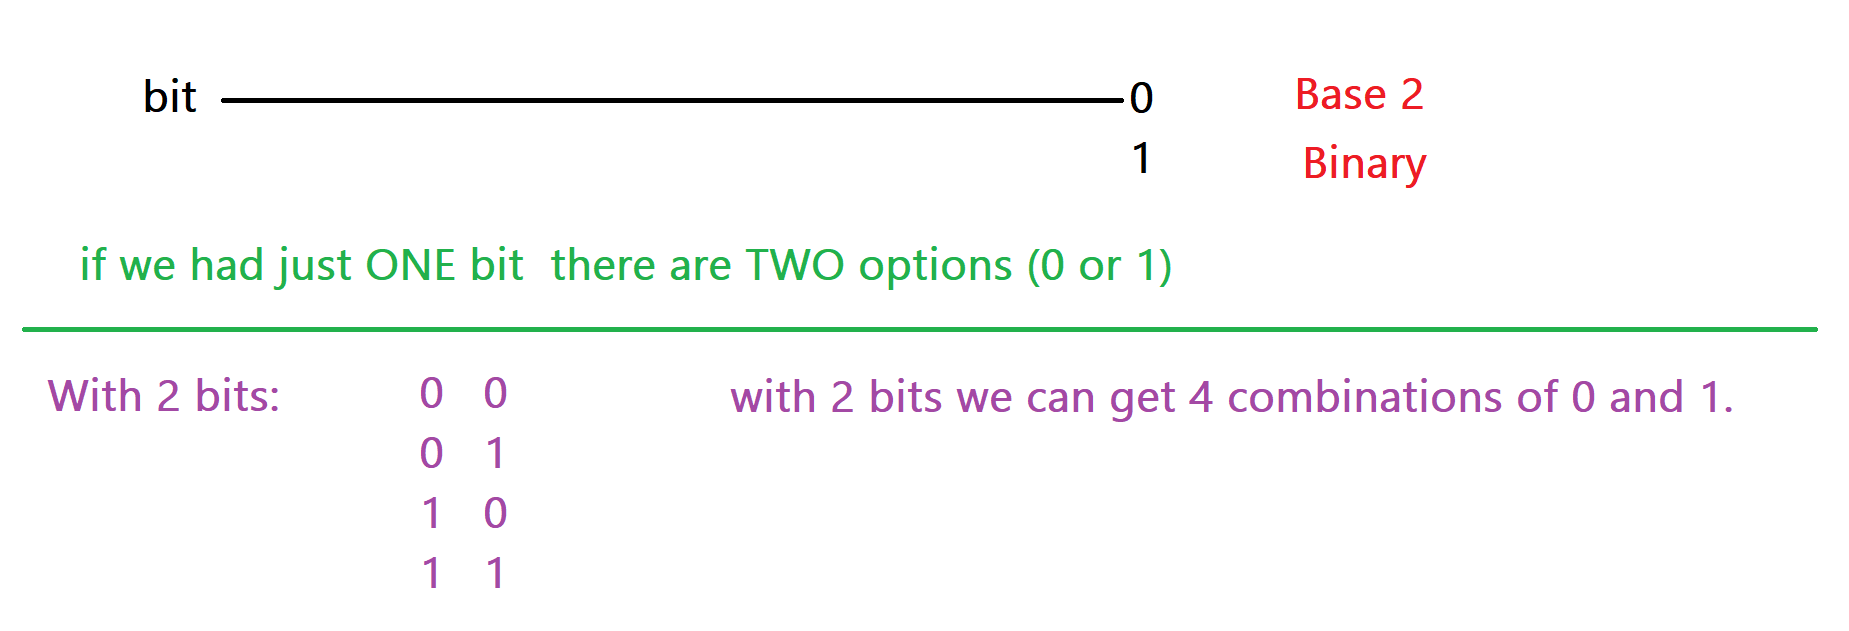 bit 0 Base 2
1 Binary
if we had just ONE bit there are TWO options (0 or 1)
With 2 bits: 0 0 with 2 bits we can get 4 combinations of 0 and 1.
0 1
1 0
1 1